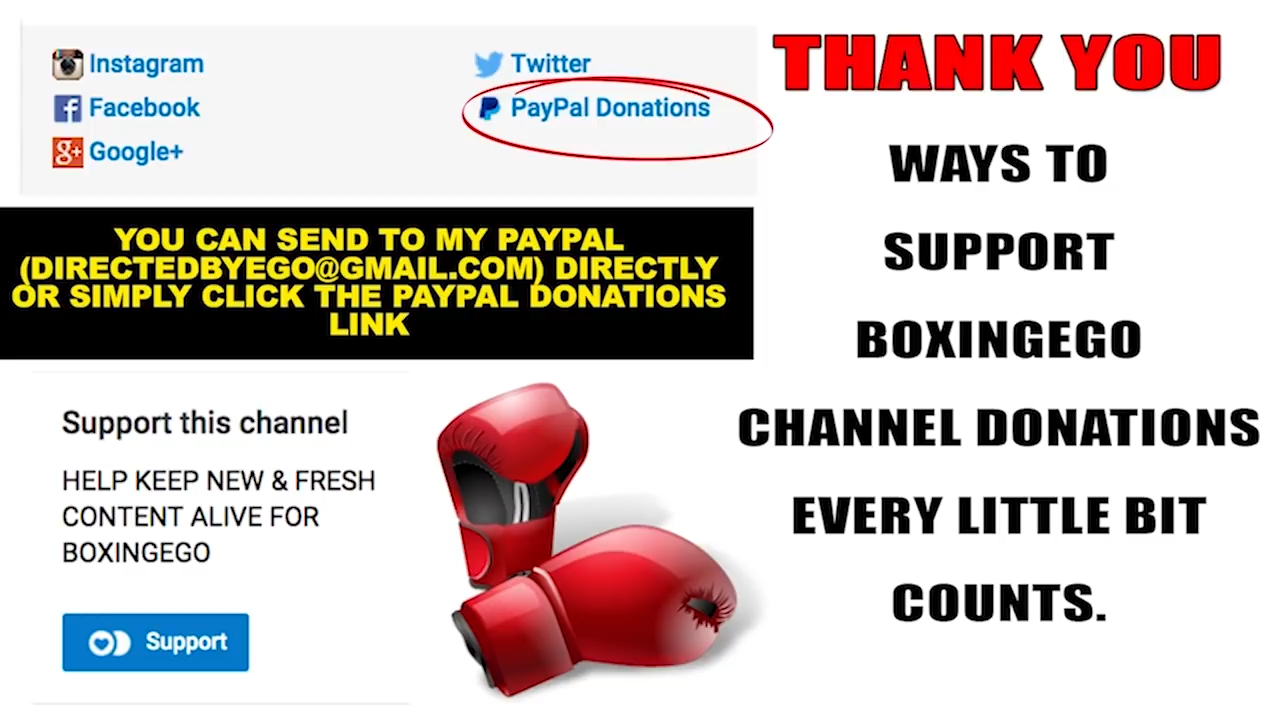 Instagram
Twitter
Facebook
PayPal Donations
Google+
YOU CAN SEND TO MY PAYPAL
(DIRECTEDBYEGO@GMAIL.COM) DIRECTLY
OR SIMPLY CLICK THE PAYPAL DONATIONS
LINK
Support this channel
HELP KEEP NEW & FRESH
CONTENT ALIVE FOR
BOXINGEGO
Support
THANK YOU
WAYS TO
SUPPORT
BOXINGEGO
CHANNEL DONATIONS
EVERY LITTLE BIT
COUNTS.